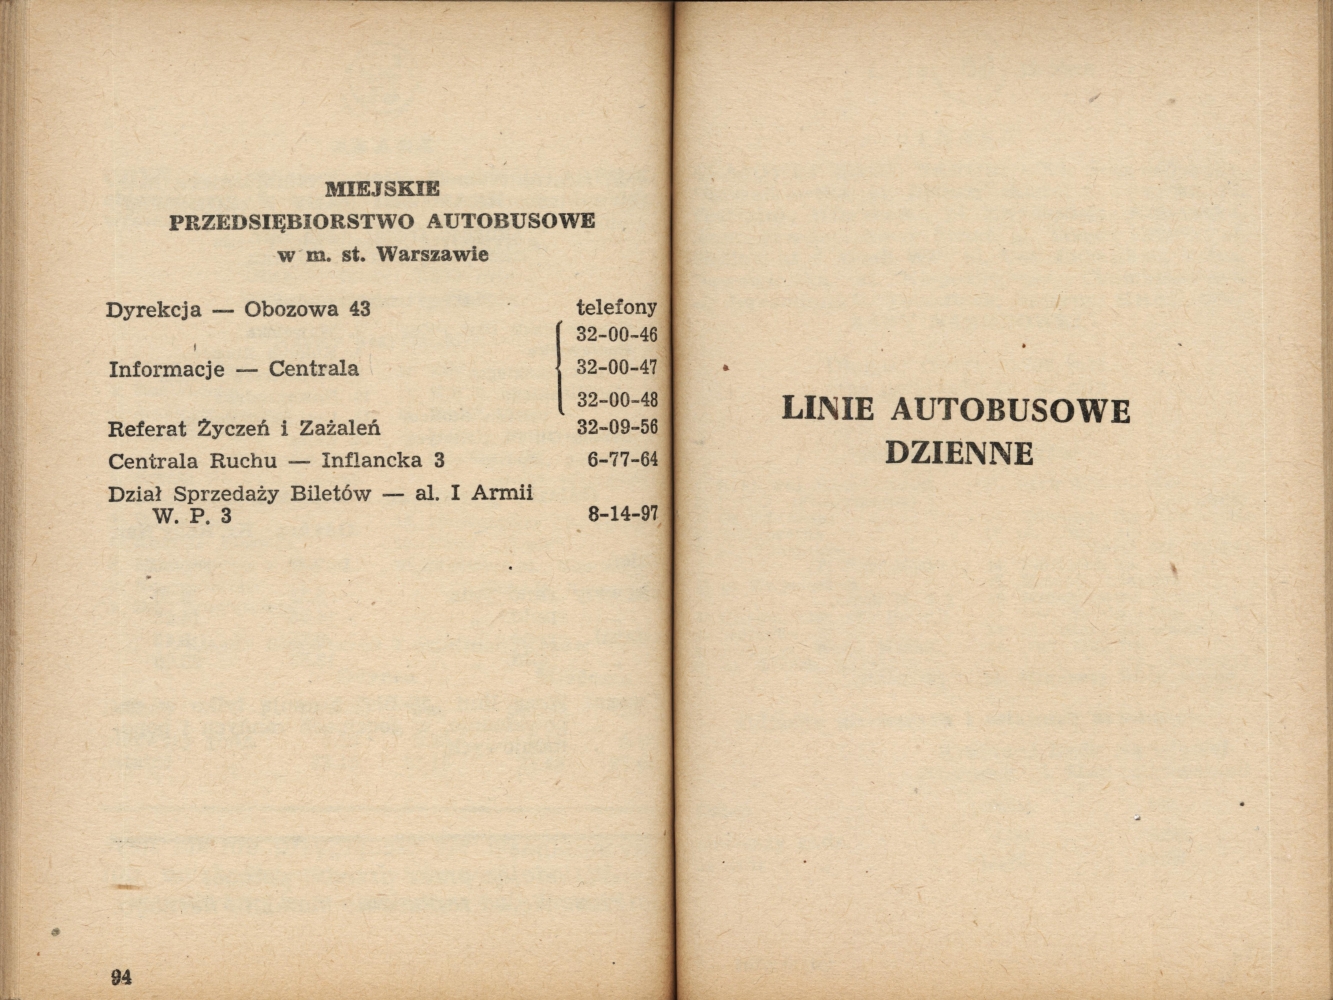 MIEJSKIE
PRZEDSIĘBIORSTWO AUTOBUSOWE
w m. st. Warszawie
Dyrekcja — Obozowa 43 telefony
32-00-46
Informacje — Centrala 32-00-47
32-00-48
Referat Życzeń i Zażaleń 32-09-56
Centrala Ruchu — Inflancka 3 6-77-64
Dział Sprzedaży Biletów — al. I Armii
W. P. 3 8-14-97
94
LINIE AUTOBUSOWE
DZIENNE